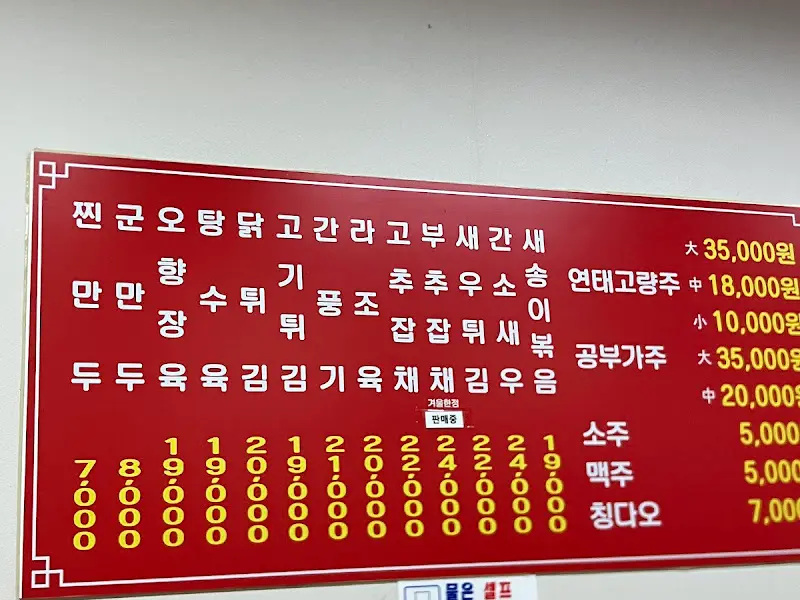 찐만두 7,000
군만두 8,000
오향장육 19,000
탕수육 19,000
닭튀김 20,000
고기튀김 19,000
간풍기 21,000
라조육 20,000
고추잡채 22,000
부추잡채 겨울한정 판매중 24,000
새우튀김 22,000
간소새우 24,000
새송이볶음 19,000
연태고량주 大 35,000원
中 18,000원
小 10,000원
공부가주 大 35,000원
中 20,000원
소주 5,000
맥주 5,000
칭다오 7,000
물은 셀프